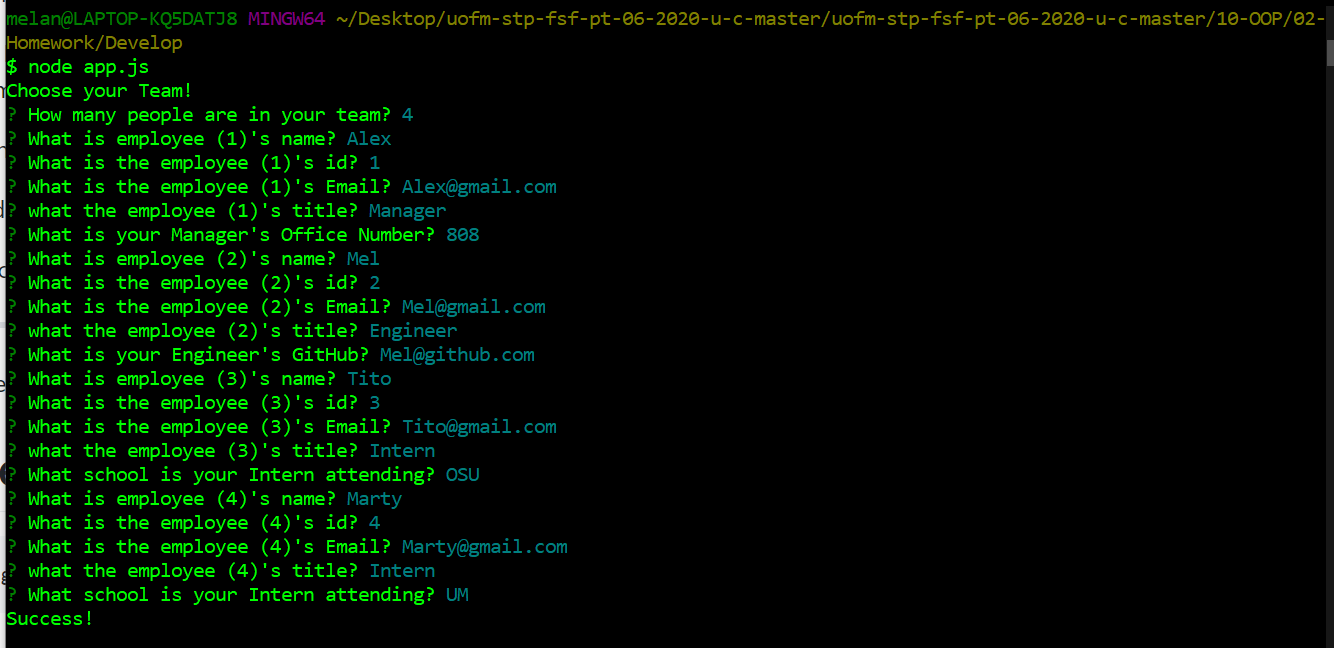 melan@LAPTOP-KQ5DATJ8 MINGW64 ~/Desktop/uofm-stp-fsf-pt-06-2020-u-c-master/uofm-stp-fsf-pt-06-2020-u-c-master/10-OOP/02-
Homework/Develop
$ node app.js
Choose your Team!
? How many people are in your team? 4
? What is employee (1)'s name? Alex
? What is the employee (1)'s id? 1
? What is the employee (1)'s Email? Alex@gmail.com
? what the employee (1)'s title? Manager
? What is your Manager's Office Number? 808
? What is employee (2)'s name? Mel
? What is the employee (2)'s id? 2
? What is the employee (2)'s Email? Mel@gmail.com
? what the employee (2)'s title? Engineer
? What is your Engineer's GitHub? Mel@github.com
? What is employee (3)'s name? Tito
? What is the employee (3)'s id? 3
? What is the employee (3)'s Email? Tito@gmail.com
? what the employee (3)'s title? Intern
? What school is your Intern attending? OSU
? What is employee (4)'s name? Marty
? What is the employee (4)'s id? 4
? What is the employee (4)'s Email? Marty@gmail.com
? what the employee (4)'s title? Intern
? What school is your Intern attending? UM
Success!